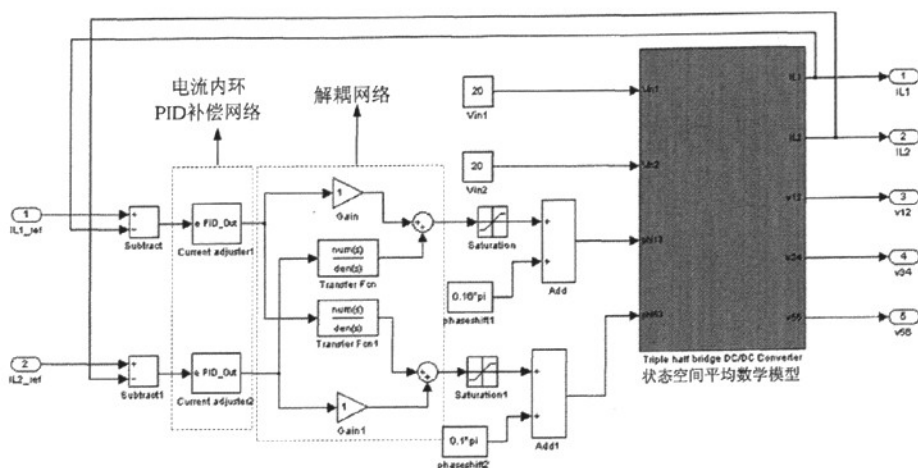 电流内环
PID补偿网络
解耦网络
20
Vin1
20
Vin2
1
IL1_ref
2
IL2_ref
+
−
Subtract
+
−
Subtract1
e PID_Out
Current adjuster1
e PID_Out
Current adjuster2
1
Gain
num(s)
den(s)
Transfer Fcn
num(s)
den(s)
Transfer Fcn1
1
Gain1
Saturation
Saturation1
0.16*pi
phaseshift1
0.1*pi
phaseshift2
+
+
Add
+
+
Add1
Vin1
Vin2
IL1
IL2
v12
v34
v56
Triple half bridge DC/DC Converter
状态空间平均数学模型
1
IL1
2
IL2
3
v12
4
v34
5
v56